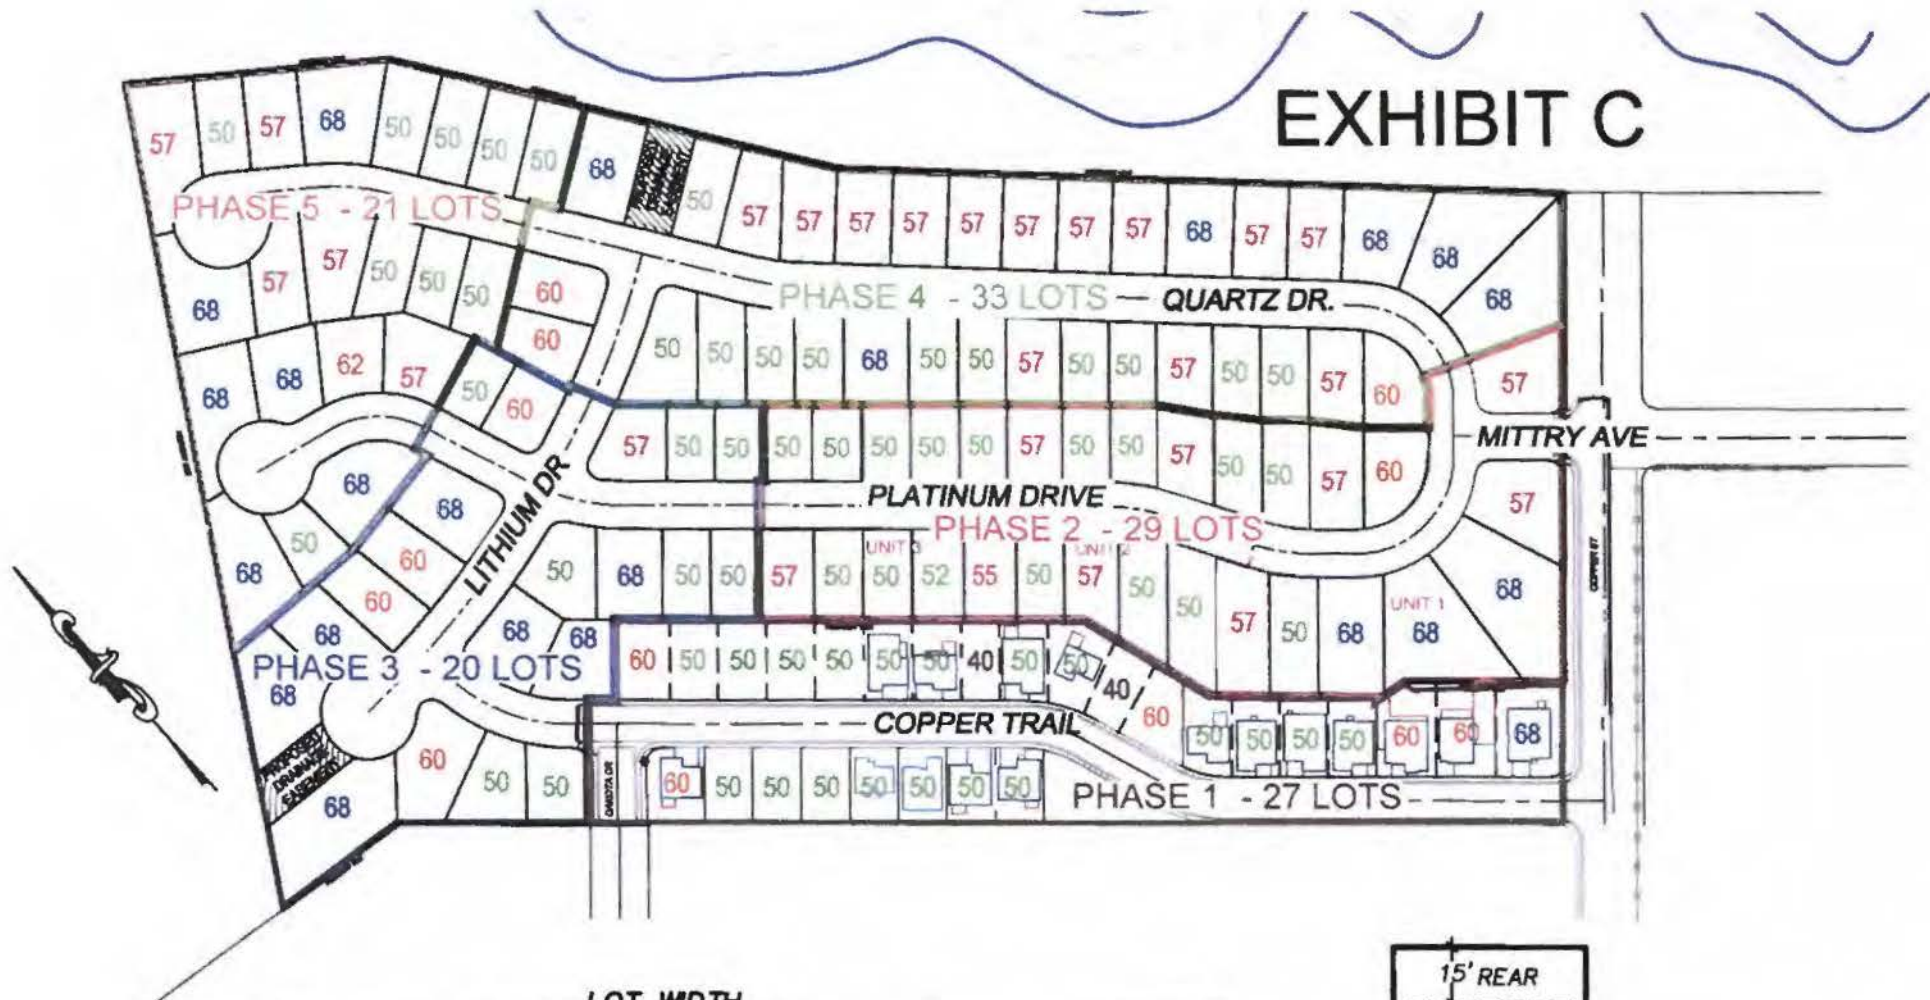 EXHIBIT C
57 50 57 68 50 50 50 50 68 50 57 57 57 57 57 57 57 57 68 57 57 68 68 68
PHASE 5 - 21 LOTS
68 57 57 50 50 50 60
60
PHASE 4 - 33 LOTS
QUARTZ DR.
50 50 50 50 68 50 50 57 50 50 57 50 50 57 60 57
68 68 62 57 50 60
MITTRY AVE
57 50 50 50 50 50 50 50 57 50 50 57 50 50 57 60
68 68
LITHIUM DR
PLATINUM DRIVE
PHASE 2 - 29 LOTS
57
UNIT 3
UNIT 2
68 50 60 60
50 68 50 50 57 50 50 52 55 50 57 50 50 57 50 68 68 68
UNIT 1
COPPER ST
68 68 68
PHASE 3 - 20 LOTS
68
60 50 50 50 50 50 50 40 50 50 40 60 50 50 50 50 60 60 68
COPPER TRAIL
PROPOSED
DRAINAGE
EASEMENT
68 60 50 50
DAKOTA DR
60 50 50 50 50 50 50 50
PHASE 1 - 27 LOTS
LOT WIDTH
15' REAR